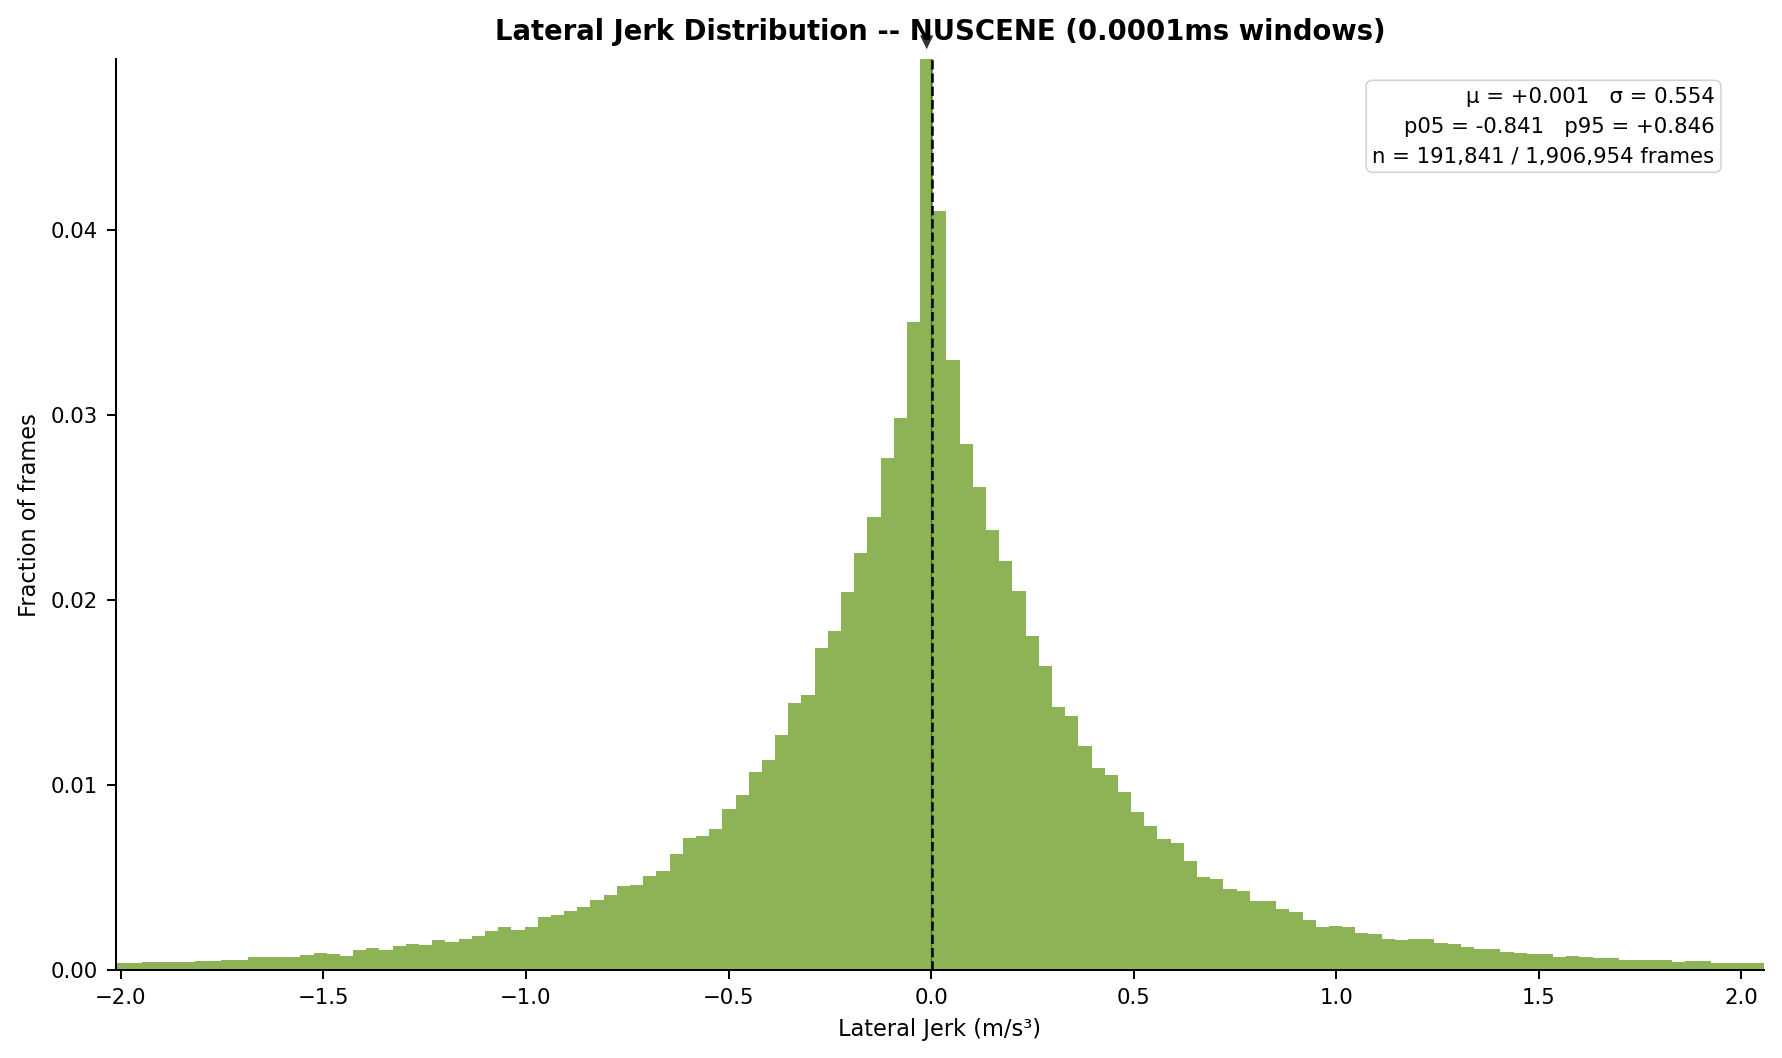 Lateral Jerk Distribution -- NUSCENE (0.0001ms windows)
μ = +0.001   σ = 0.554
p05 = -0.841   p95 = +0.846
n = 191,841 / 1,906,954 frames
Fraction of frames
0.04
0.03
0.02
0.01
0.00
−2.0
−1.5
−1.0
−0.5
0.0
0.5
1.0
1.5
2.0
Lateral Jerk (m/s³)